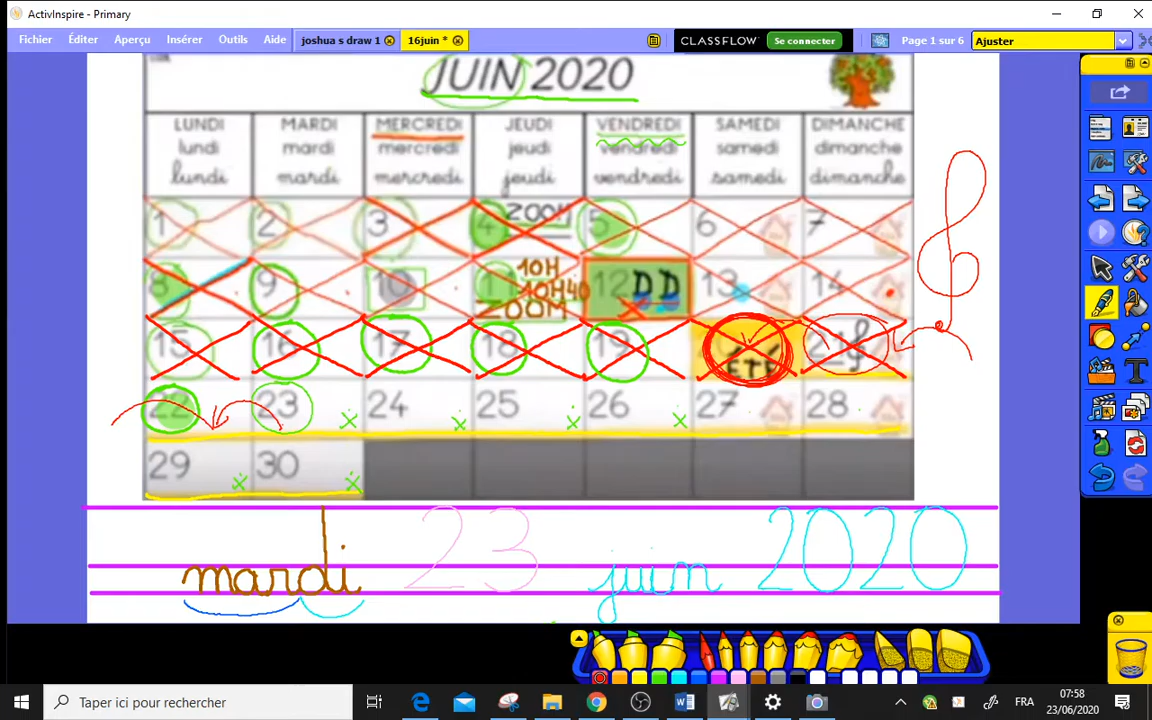 ActivInspire - Primary
Fichier Éditer Aperçu Insérer Outils Aide joshua s draw 1 16juin * CLASSFLOW Se connecter Page 1 sur 6 Ajuster
JUIN 2020
LUNDI MARDI MERCREDI JEUDI VENDREDI SAMEDI DIMANCHE
lundi mardi mercredi jeudi vendredi samedi dimanche
lundi mardi mercredi jeudi vendredi samedi dimanche
1 2 3 4 ZOOM 5 6 7
8 9 10 11 10H 10H40 ZOOM 12 DD 13 14
15 16 17 18 19 ÉTÉ 21
22 23 24 25 26 27 28
29 30
mardi 23 juin 2020
Taper ici pour rechercher FRA 07:58
23/06/2020